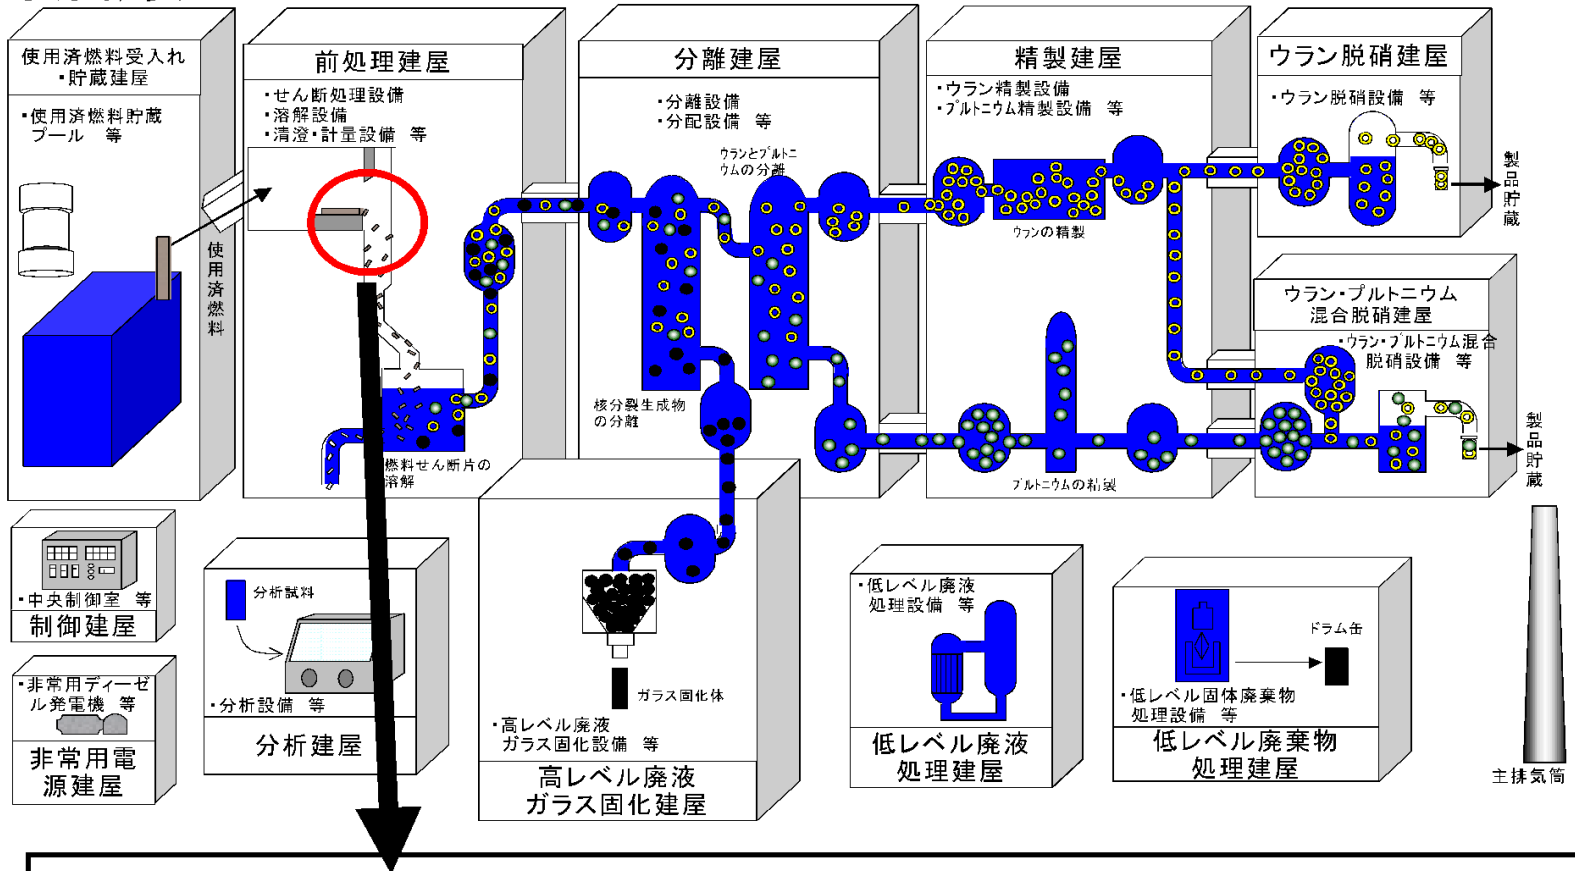 使用済燃料受入れ
・貯蔵建屋
・使用済燃料貯蔵
プール 等
使用済燃料
前処理建屋
・せん断処理設備
・溶解設備
・清澄・計量設備 等
燃料せん断片の
溶解
分離建屋
・分離設備
・分配設備 等
ウランとプルトニ
ウムの分離
核分裂生成物
の分離
精製建屋
・ウラン精製設備
・プルトニウム精製設備 等
ウランの精製
プルトニウムの精製
ウラン脱硝建屋
・ウラン脱硝設備 等
製品貯蔵
ウラン・プルトニウム
混合脱硝建屋
・ウラン・プルトニウム混合
脱硝設備 等
製品貯蔵
・中央制御室 等
制御建屋
・非常用ディーゼ
ル発電機 等
非常用電
源建屋
分析試料
・分析設備 等
分析建屋
ガラス固化体
・高レベル廃液
ガラス固化設備 等
高レベル廃液
ガラス固化建屋
・低レベル廃液
処理設備 等
低レベル廃液
処理建屋
ドラム缶
・低レベル固体廃棄物
処理設備 等
低レベル廃棄物
処理建屋
主排気筒